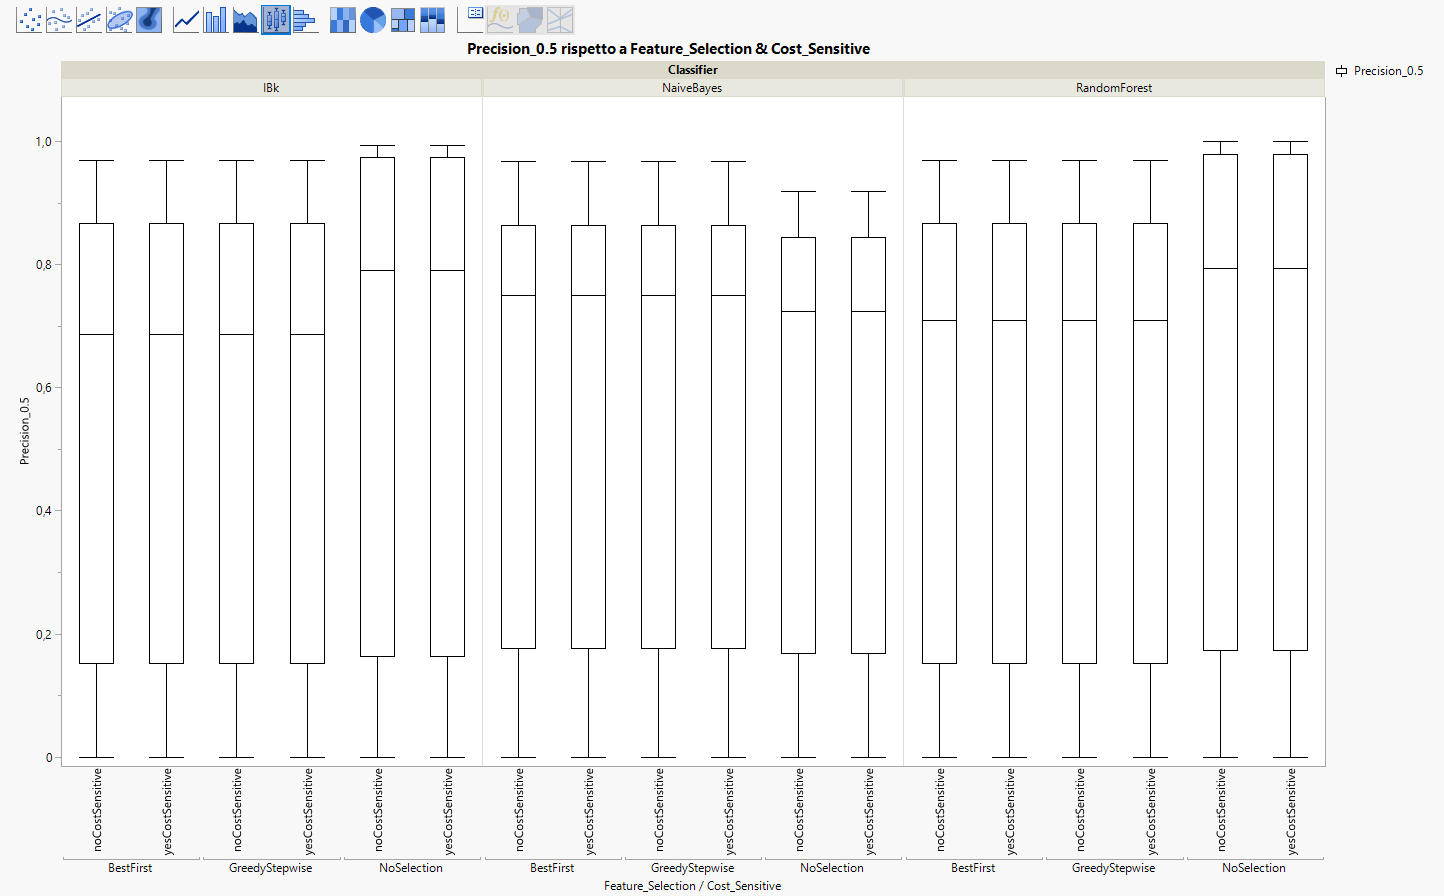 Precision_0.5 rispetto a Feature_Selection & Cost_Sensitive
Classifier
IBk NaiveBayes RandomForest
Precision_0.5
1,0
0,8
0,6
0,4
0,2
0
Precision_0.5
noCostSensitive yesCostSensitive noCostSensitive yesCostSensitive noCostSensitive yesCostSensitive noCostSensitive yesCostSensitive noCostSensitive yesCostSensitive noCostSensitive yesCostSensitive noCostSensitive yesCostSensitive noCostSensitive yesCostSensitive noCostSensitive yesCostSensitive
BestFirst GreedyStepwise NoSelection BestFirst GreedyStepwise NoSelection BestFirst GreedyStepwise NoSelection
Feature_Selection / Cost_Sensitive